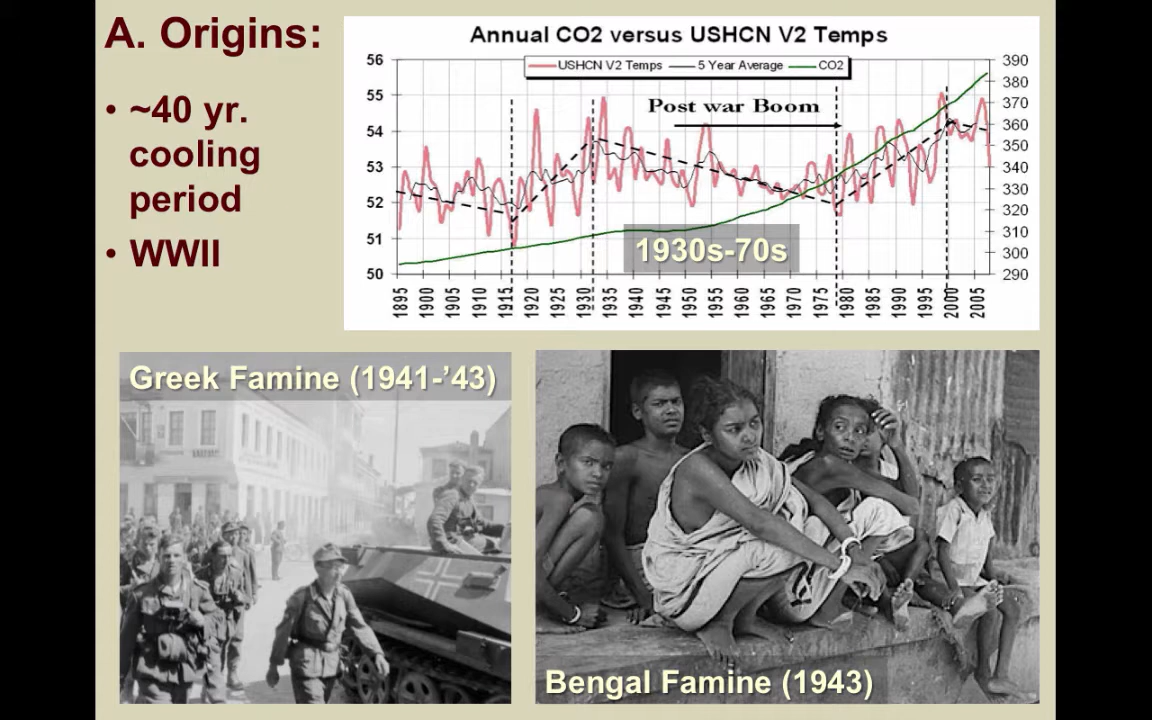 A. Origins:
• ~40 yr.
cooling
period
• WWII
Annual CO2 versus USHCN V2 Temps
USHCN V2 Temps 5 Year Average CO2
Post war Boom
56
55
54
53
52
51
50
390
380
370
360
350
340
330
320
310
300
290
1930s-70s
1895 1900 1905 1910 1915 1920 1925 1930 1935 1940 1945 1950 1955 1960 1965 1970 1975 1980 1985 1990 1995 2000 2005
Greek Famine (1941-’43)
Bengal Famine (1943)